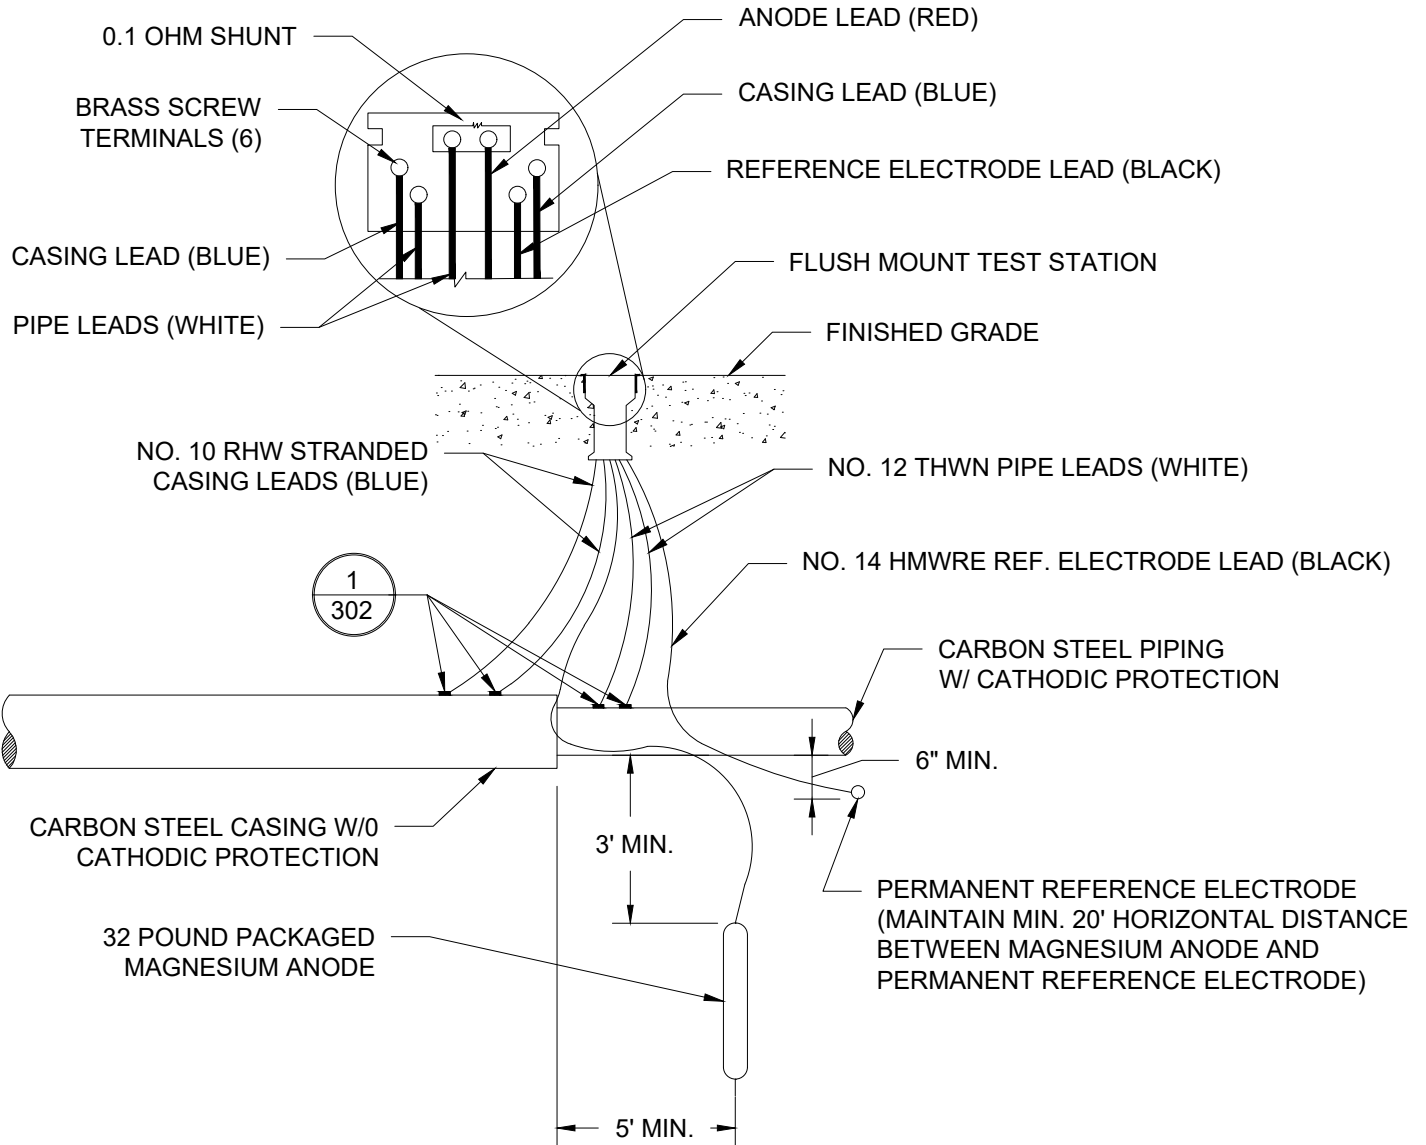 0.1 OHM SHUNT
ANODE LEAD (RED)
BRASS SCREW
TERMINALS (6)
CASING LEAD (BLUE)
REFERENCE ELECTRODE LEAD (BLACK)
CASING LEAD (BLUE)
FLUSH MOUNT TEST STATION
PIPE LEADS (WHITE)
FINISHED GRADE
NO. 10 RHW STRANDED
CASING LEADS (BLUE)
NO. 12 THWN PIPE LEADS (WHITE)
NO. 14 HMWRE REF. ELECTRODE LEAD (BLACK)
1
302
CARBON STEEL PIPING
W/ CATHODIC PROTECTION
6" MIN.
CARBON STEEL CASING W/0
CATHODIC PROTECTION
3' MIN.
PERMANENT REFERENCE ELECTRODE
(MAINTAIN MIN. 20' HORIZONTAL DISTANCE
BETWEEN MAGNESIUM ANODE AND
PERMANENT REFERENCE ELECTRODE)
32 POUND PACKAGED
MAGNESIUM ANODE
5' MIN.